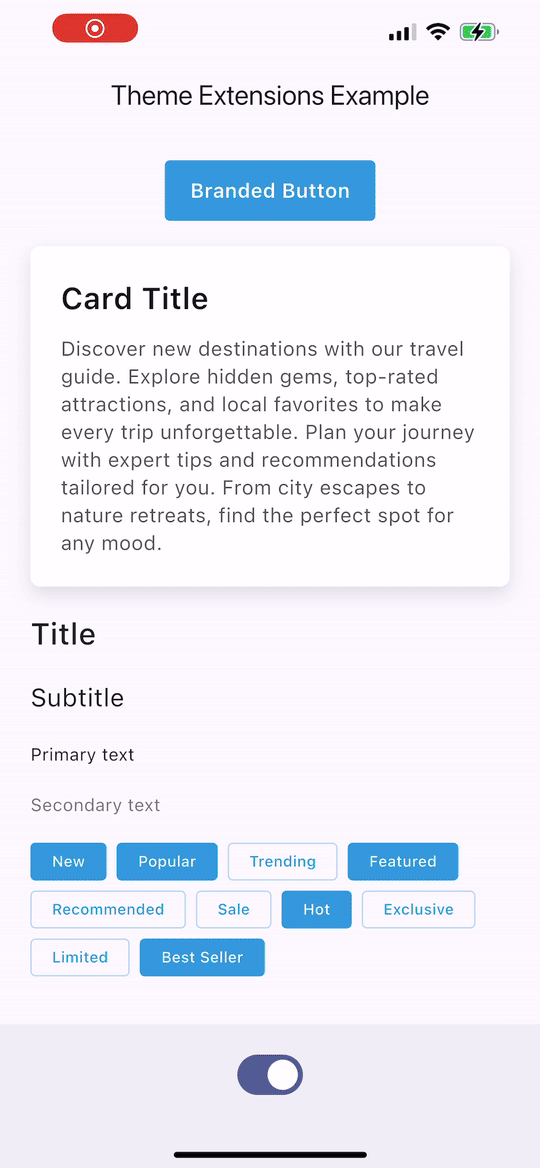 Theme Extensions Example
Branded Button
Card Title
Discover new destinations with our travel
guide. Explore hidden gems, top-rated
attractions, and local favorites to make
every trip unforgettable. Plan your journey
with expert tips and recommendations
tailored for you. From city escapes to
nature retreats, find the perfect spot for
any mood.
Title
Subtitle
Primary text
Secondary text
New Popular Trending Featured
Recommended Sale Hot Exclusive
Limited Best Seller